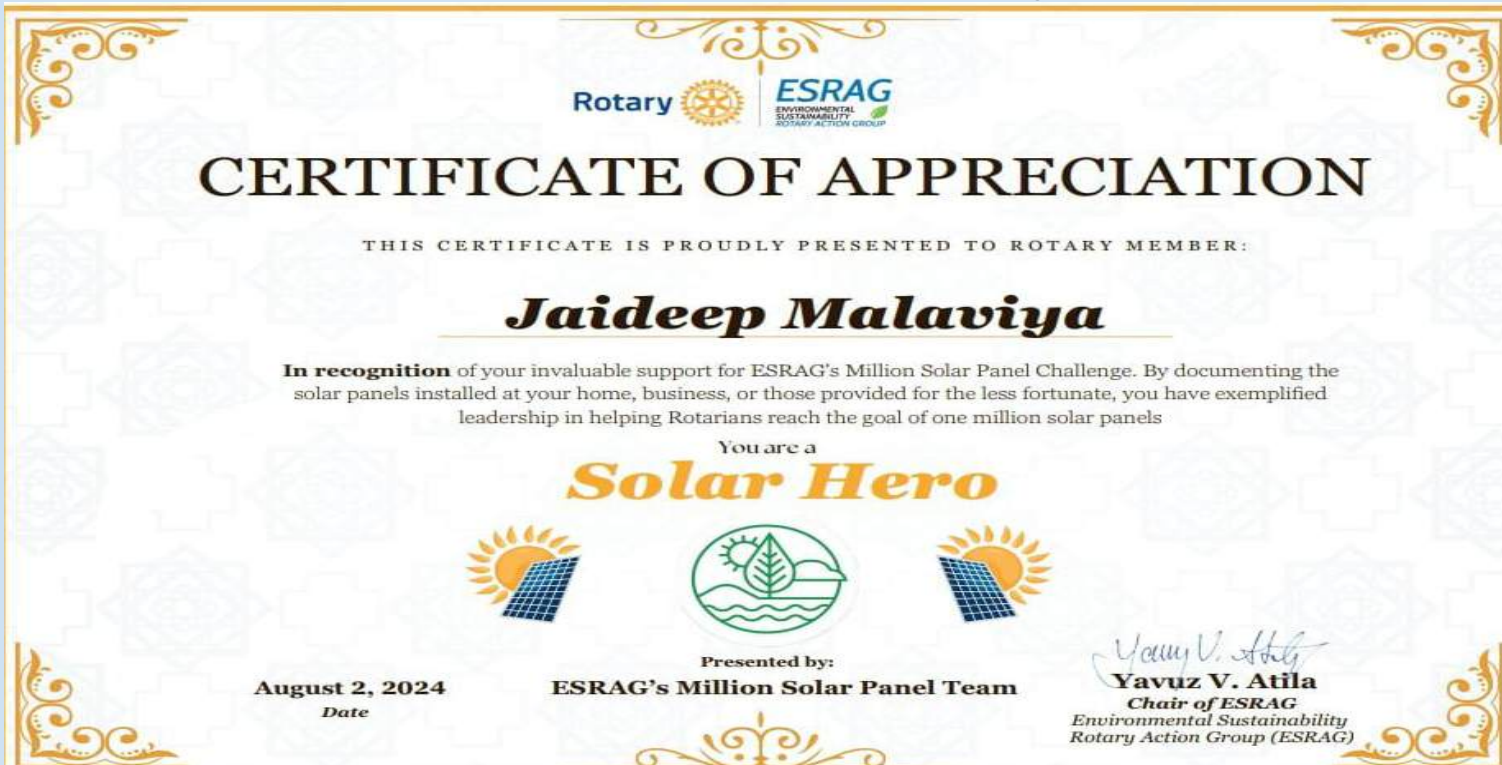 Rotary
ESRAG
ENVIRONMENTAL
SUSTAINABILITY
ROTARY ACTION GROUP
CERTIFICATE OF APPRECIATION
THIS CERTIFICATE IS PROUDLY PRESENTED TO ROTARY MEMBER:
Jaideep Malaviya
In recognition of your invaluable support for ESRAG's Million Solar Panel Challenge. By documenting the
solar panels installed at your home, business, or those provided for the less fortunate, you have exemplified
leadership in helping Rotarians reach the goal of one million solar panels
You are a
Solar Hero
August 2, 2024
Date
Presented by:
ESRAG's Million Solar Panel Team
Yavuz V. Atila
Chair of ESRAG
Environmental Sustainability
Rotary Action Group (ESRAG)